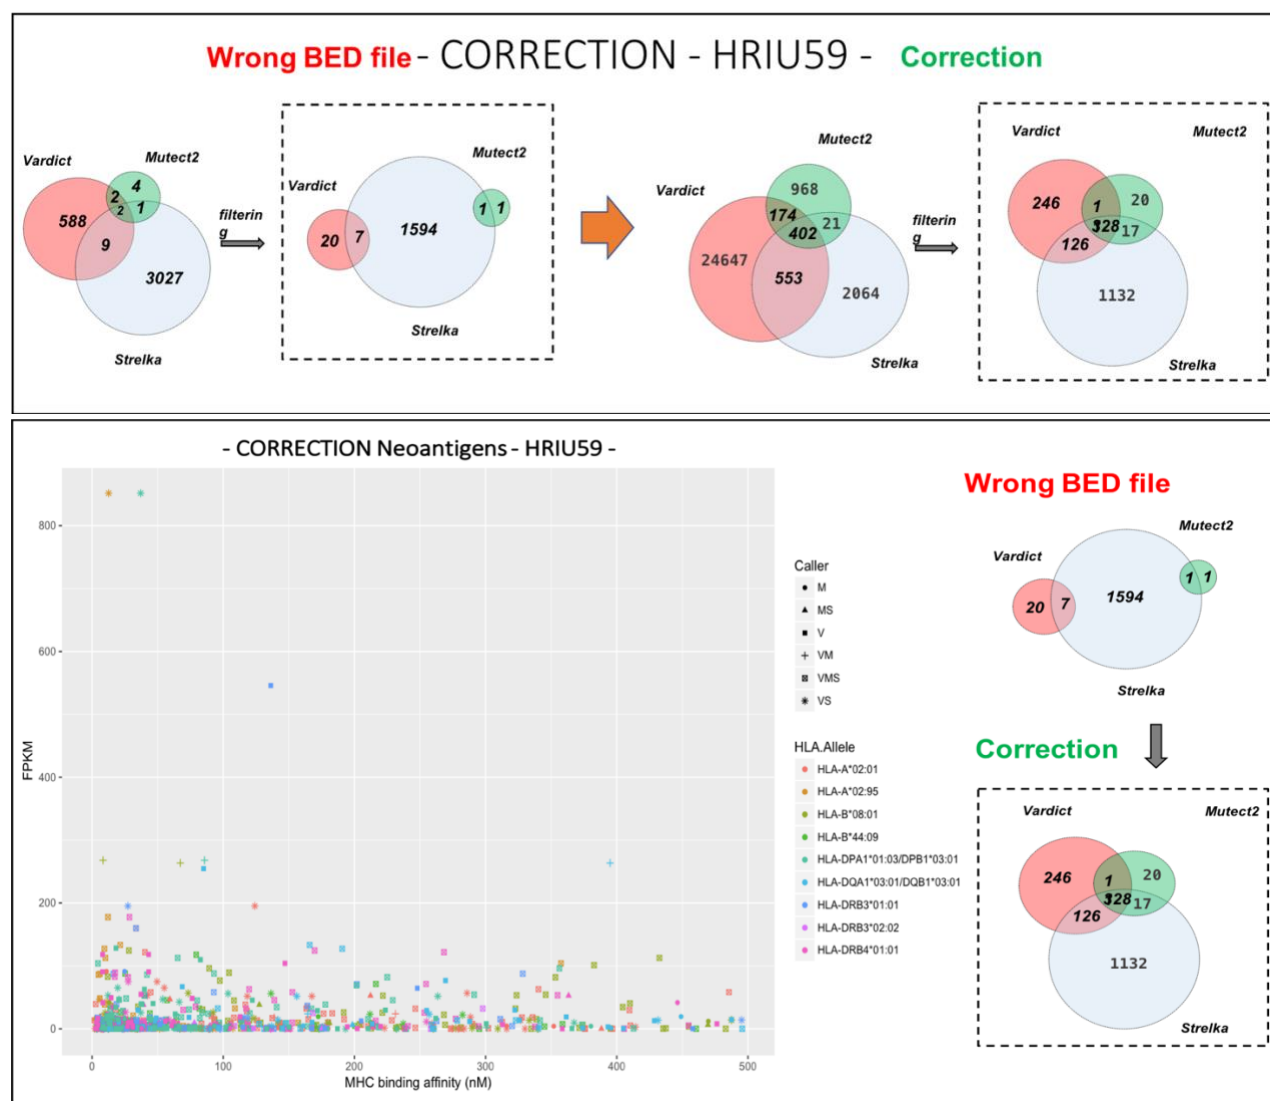 Wrong BED file - CORRECTION - HRIU59 - Correction
Vardict
Mutect2
588
2
4
2
1
9
3027
Strelka
filterin
g
Vardict
Mutect2
20
7
1594
1
1
Strelka
Mutect2
Vardict
968
174
21
402
24647
553
2064
Strelka
filterin
g
Vardict
Mutect2
246
1
20
328
17
126
1132
Strelka
- CORRECTION Neoantigens - HRIU59 -
FPKM
800
600
400
200
0
0
100
200
300
400
500
MHC binding affinity (nM)
Caller
M
MS
V
VM
VMS
VS
HLA.Allele
HLA-A*02:01
HLA-A*02:95
HLA-B*08:01
HLA-B*44:09
HLA-DPA1*01:03/DPB1*03:01
HLA-DQA1*03:01/DQB1*03:01
HLA-DRB3*01:01
HLA-DRB3*02:02
HLA-DRB4*01:01
Wrong BED file
Mutect2
Vardict
20
7
1594
1
1
Strelka
Correction
Vardict
Mutect2
246
1
20
328
17
126
1132
Strelka